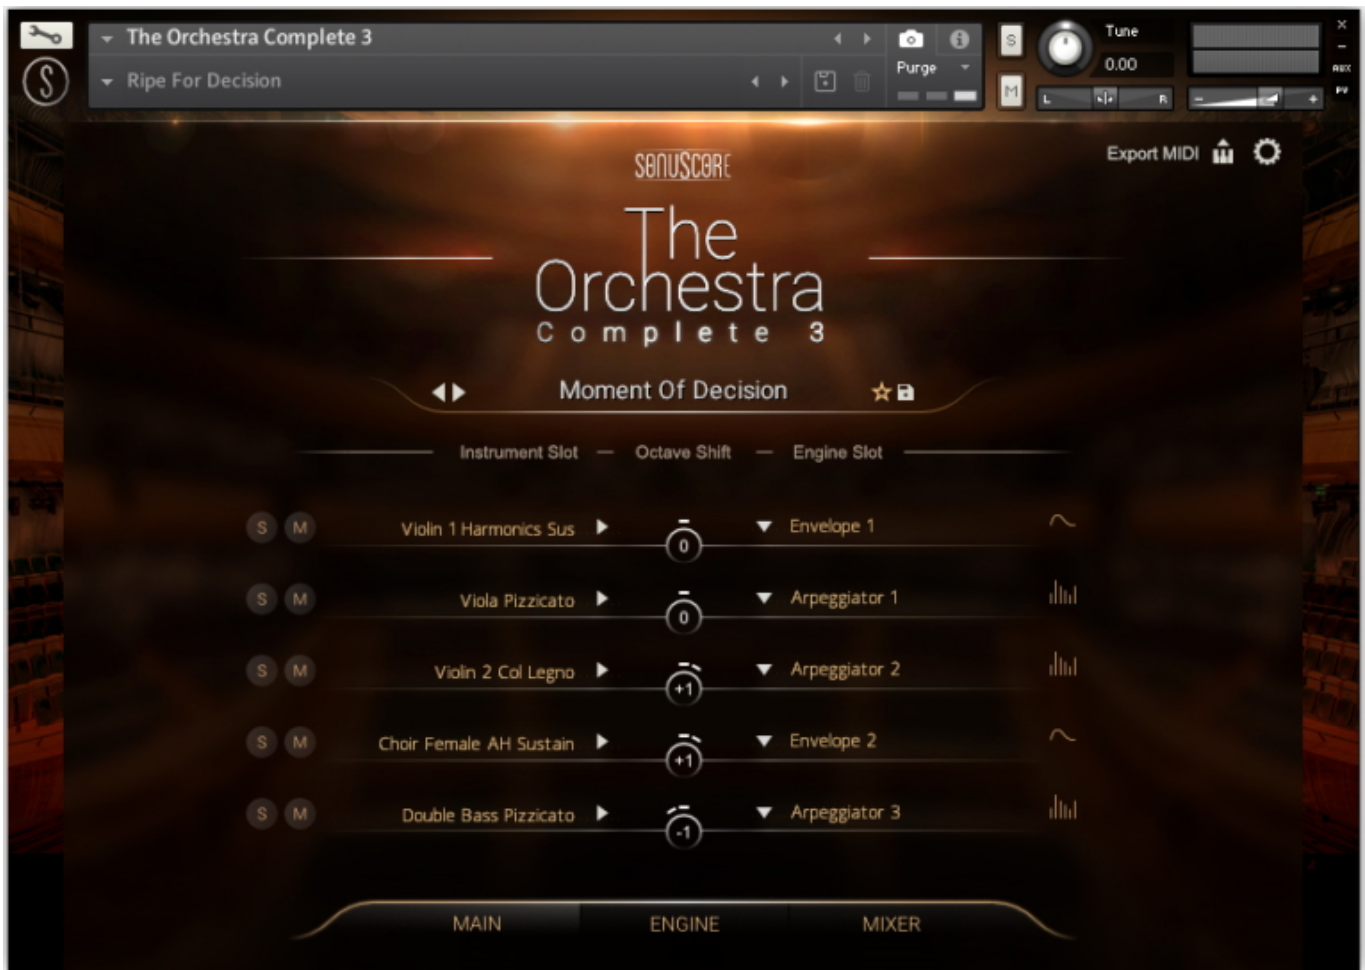 The Orchestra Complete 3
S
Tune
0.00
Ripe For Decision
Purge
M
L R
- +
AUX
PV
S
Export MIDI
SONUSCORE
The
Orchestra
Complete 3
Moment Of Decision
Instrument Slot — Octave Shift — Engine Slot
S M Violin 1 Harmonics Sus 0 Envelope 1
S M Viola Pizzicato 0 Arpeggiator 1
S M Violin 2 Col Legno +1 Arpeggiator 2
S M Choir Female AH Sustain +1 Envelope 2
S M Double Bass Pizzicato -1 Arpeggiator 3
MAIN ENGINE MIXER